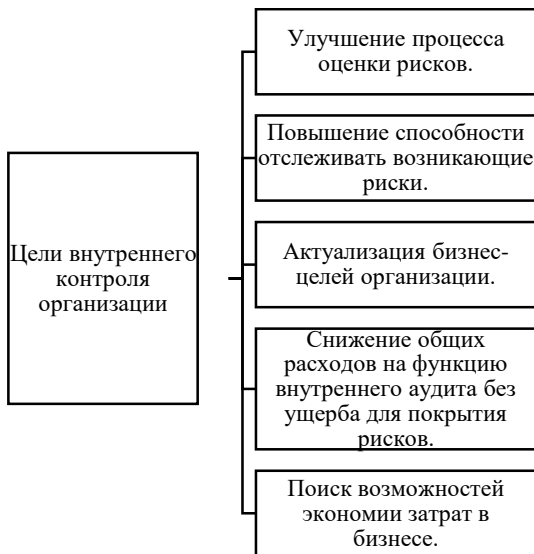 Цели внутреннего
контроля
организации
Улучшение процесса
оценки рисков.
Повышение способности
отслеживать возникающие
риски.
Актуализация бизнес-
целей организации.
Снижение общих
расходов на функцию
внутреннего аудита без
ущерба для покрытия
рисков.
Поиск возможностей
экономии затрат в
бизнесе.